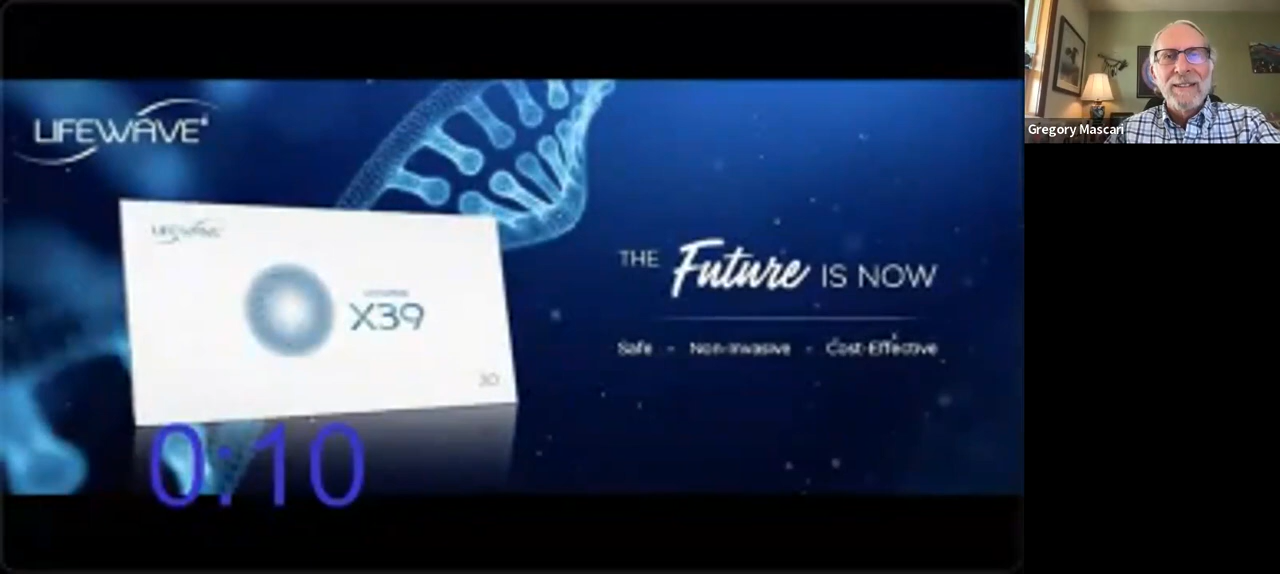 LIFEWAVE
LIFEWAVE
X39
30
THE Future IS NOW
Safe - Non-Invasive - Cost-Effective
0:10
Gregory Mascari